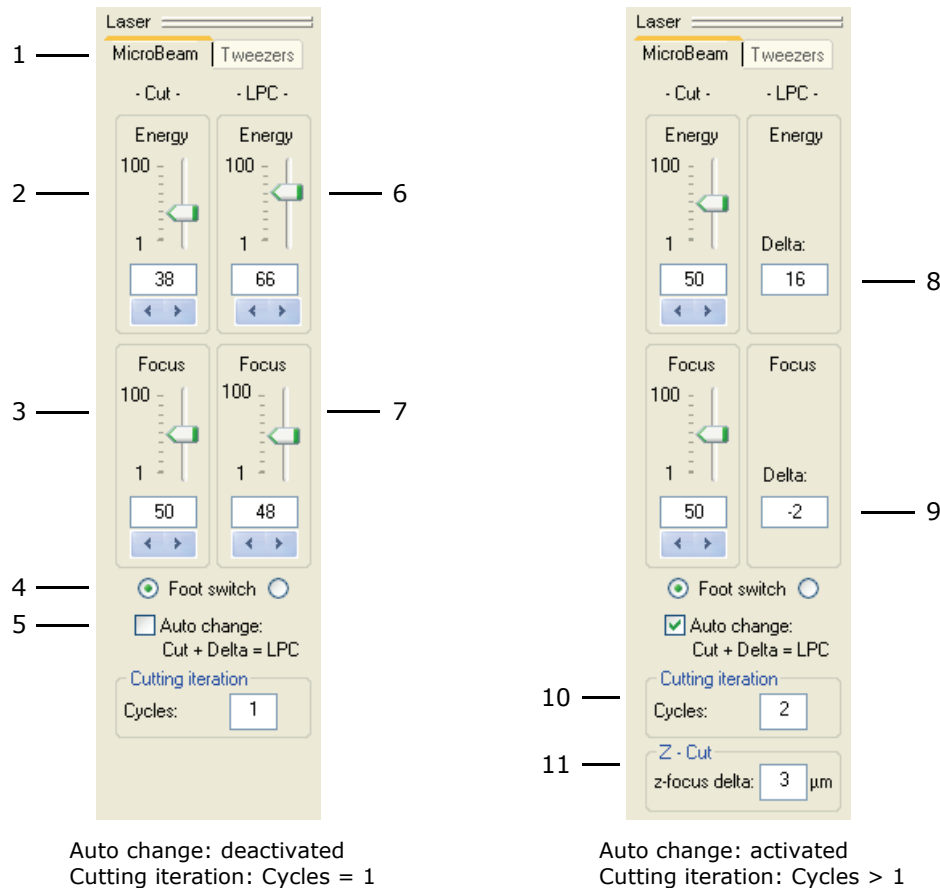 Laser
MicroBeam Tweezers
- Cut - - LPC -
Energy Energy
100 100
1 1
38 66
Focus Focus
100 100
1 1
50 48
Foot switch
Auto change:
Cut + Delta = LPC
Cutting iteration
Cycles: 1
1
2
3
4
5
6
7
Auto change: deactivated
Cutting iteration: Cycles = 1
Laser
MicroBeam Tweezers
- Cut - - LPC -
Energy Energy
100
1 Delta:
50 16
Focus Focus
100
1 Delta:
50 -2
Foot switch
Auto change:
Cut + Delta = LPC
Cutting iteration
Cycles: 2
Z - Cut
z-focus delta: 3 µm
8
9
10
11
Auto change: activated
Cutting iteration: Cycles > 1